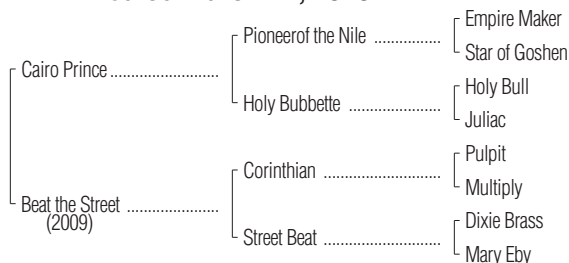 Pioneerof the Nile ................
Empire Maker
Star of Goshen
Cairo Prince ..........................
Holy Bubbette ......................
Holy Bull
Juliac
Corinthian ............................
Pulpit
Multiply
Beat the Street ......................
(2009)
Street Beat ...........................
Dixie Brass
Mary Eby